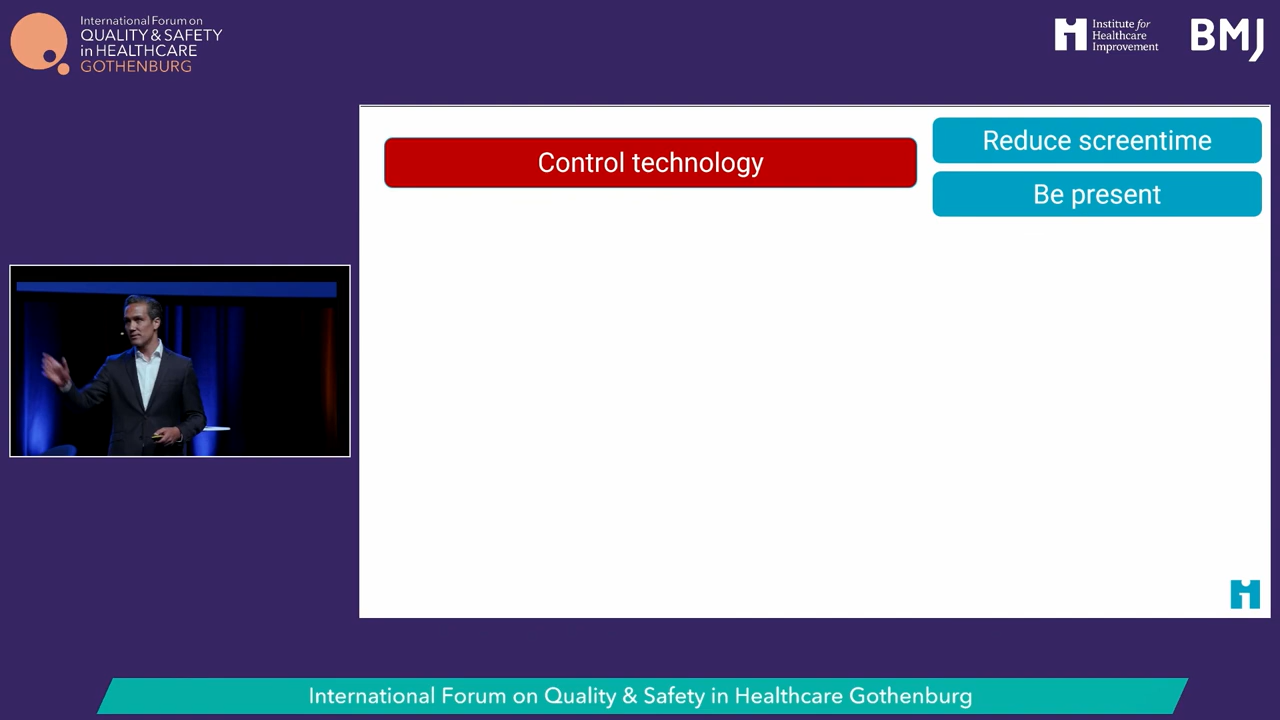 International Forum on
QUALITY & SAFETY
in HEALTHCARE
GOTHENBURG
Institute for
Healthcare
Improvement
BMJ
Control technology
Reduce screentime
Be present
International Forum on Quality & Safety in Healthcare Gothenburg